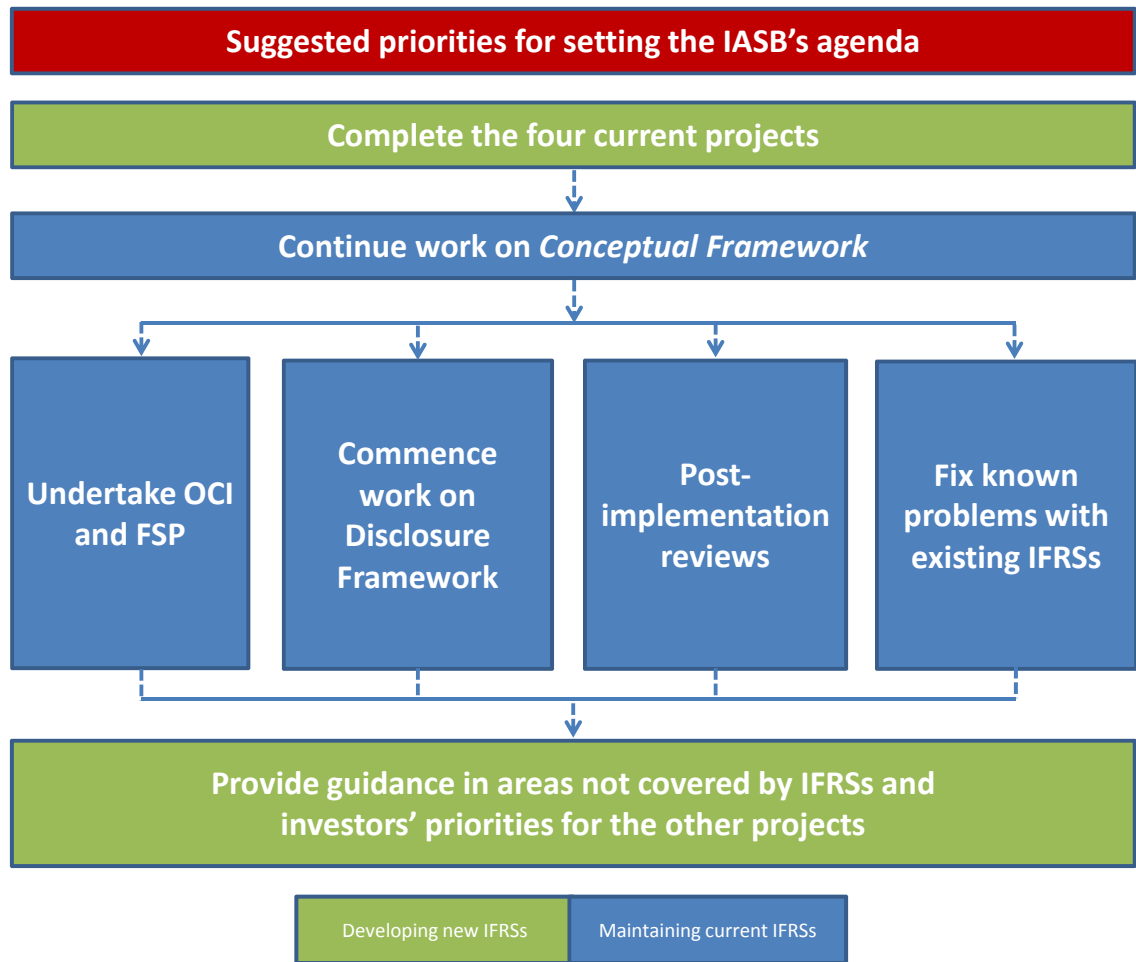 Suggested priorities for setting the IASB’s agenda
Complete the four current projects
Continue work on Conceptual Framework
Undertake OCI
and FSP
Commence
work on
Disclosure
Framework
Post-
implementation
reviews
Fix known
problems with
existing IFRSs
Provide guidance in areas not covered by IFRSs and
investors’ priorities for the other projects
Developing new IFRSs
Maintaining current IFRSs